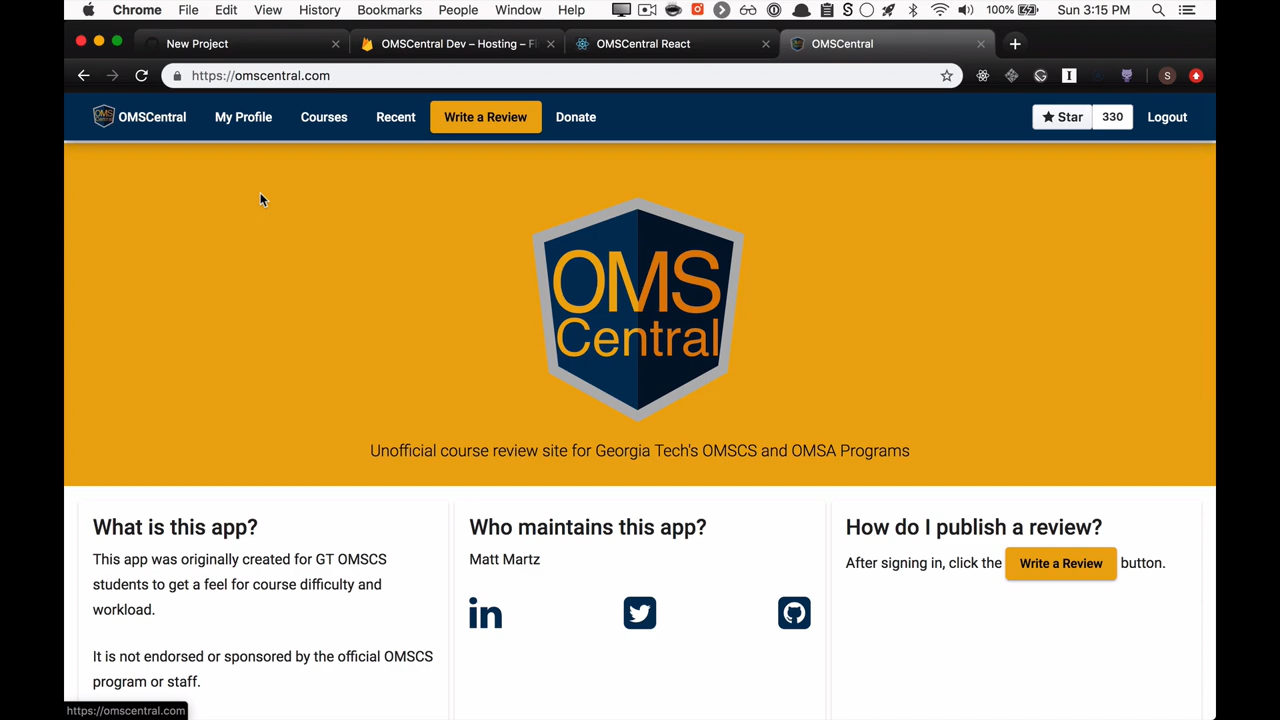 Chrome File Edit View History Bookmarks People Window Help 100% Sun 3:15 PM
New Project OMSCentral Dev – Hosting – Fi OMSCentral React OMSCentral
https://omscentral.com
OMSCentral My Profile Courses Recent Write a Review Donate Star 330 Logout
OMS
Central
Unofficial course review site for Georgia Tech's OMSCS and OMSA Programs
What is this app?
This app was originally created for GT OMSCS
students to get a feel for course difficulty and
workload.
It is not endorsed or sponsored by the official OMSCS
program or staff.
Who maintains this app?
Matt Martz
in
How do I publish a review?
After signing in, click the Write a Review button.
https://omscentral.com